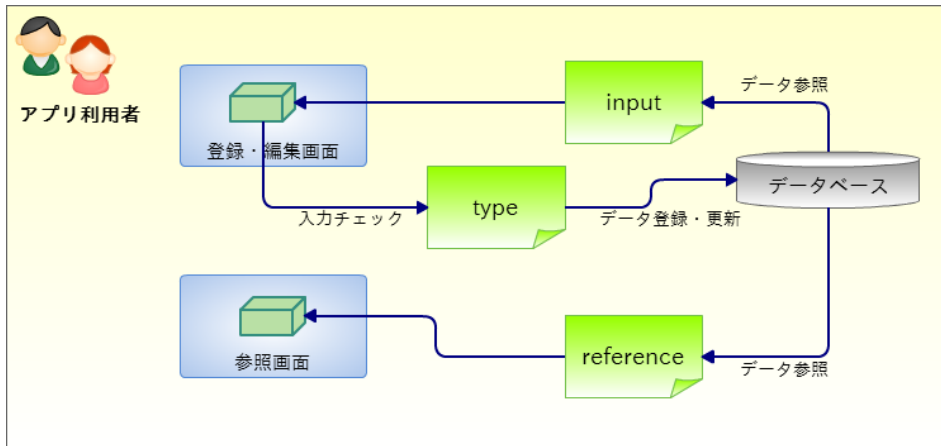 アプリ利用者
input
データ参照
登録・編集画面
データベース
type
入力チェック
データ登録・更新
reference
参照画面
データ参照